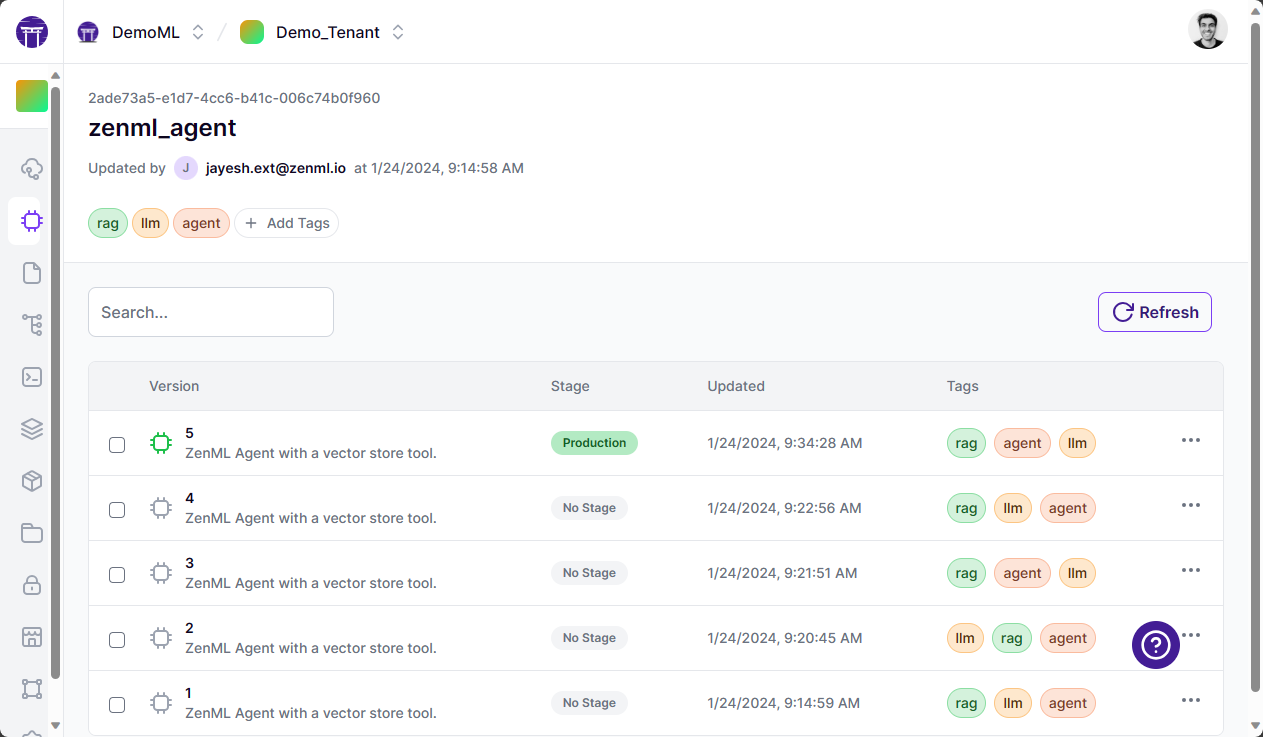 DemoML / Demo_Tenant
2ade73a5-e1d7-4cc6-b41c-006c74b0f960
zenml_agent
Updated by J jayesh.ext@zenml.io at 1/24/2024, 9:14:58 AM
rag llm agent + Add Tags
Search...
Refresh
Version Stage Updated Tags
5
ZenML Agent with a vector store tool. Production 1/24/2024, 9:34:28 AM rag agent llm
4
ZenML Agent with a vector store tool. No Stage 1/24/2024, 9:22:56 AM rag llm agent
3
ZenML Agent with a vector store tool. No Stage 1/24/2024, 9:21:51 AM rag agent llm
2
ZenML Agent with a vector store tool. No Stage 1/24/2024, 9:20:45 AM llm rag agent
1
ZenML Agent with a vector store tool. No Stage 1/24/2024, 9:14:59 AM rag llm agent